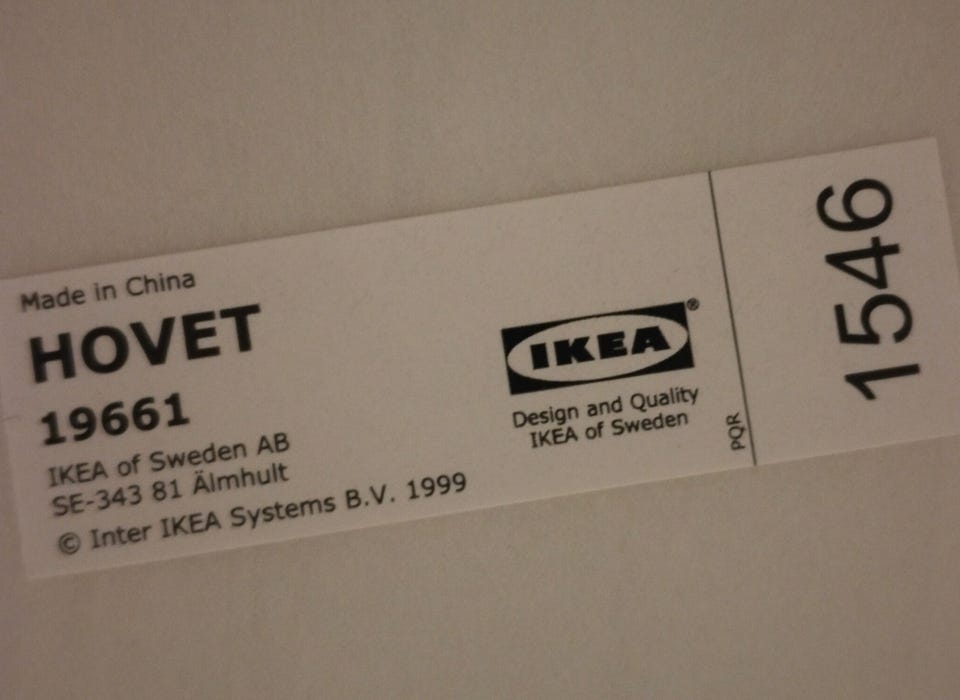 Made in China
HOVET
19661
IKEA of Sweden AB
SE-343 81 Älmhult
© Inter IKEA Systems B.V. 1999
IKEA®
Design and Quality
IKEA of Sweden
PQR
1546